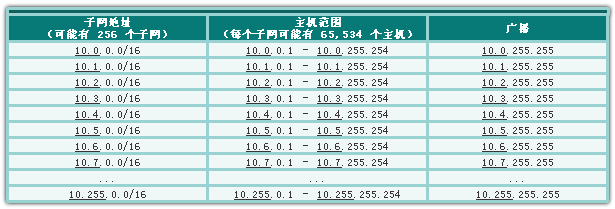 子网地址
（可能有 256 个子网）
主机范围
（每个子网可能有 65,534 个主机）
广播
10.0.0.0/16 10.0.0.1 - 10.0.255.254 10.0.255.255
10.1.0.0/16 10.1.0.1 - 10.1.255.254 10.1.255.255
10.2.0.0/16 10.2.0.1 - 10.2.255.254 10.2.255.255
10.3.0.0/16 10.3.0.1 - 10.3.255.254 10.3.255.255
10.4.0.0/16 10.4.0.1 - 10.4.255.254 10.4.255.255
10.5.0.0/16 10.5.0.1 - 10.5.255.254 10.5.255.255
10.6.0.0/16 10.6.0.1 - 10.6.255.254 10.6.255.255
10.7.0.0/16 10.7.0.1 - 10.7.255.254 10.7.255.255
... ... ...
10.255.0.0/16 10.255.0.1 - 10.255.255.254 10.255.255.255